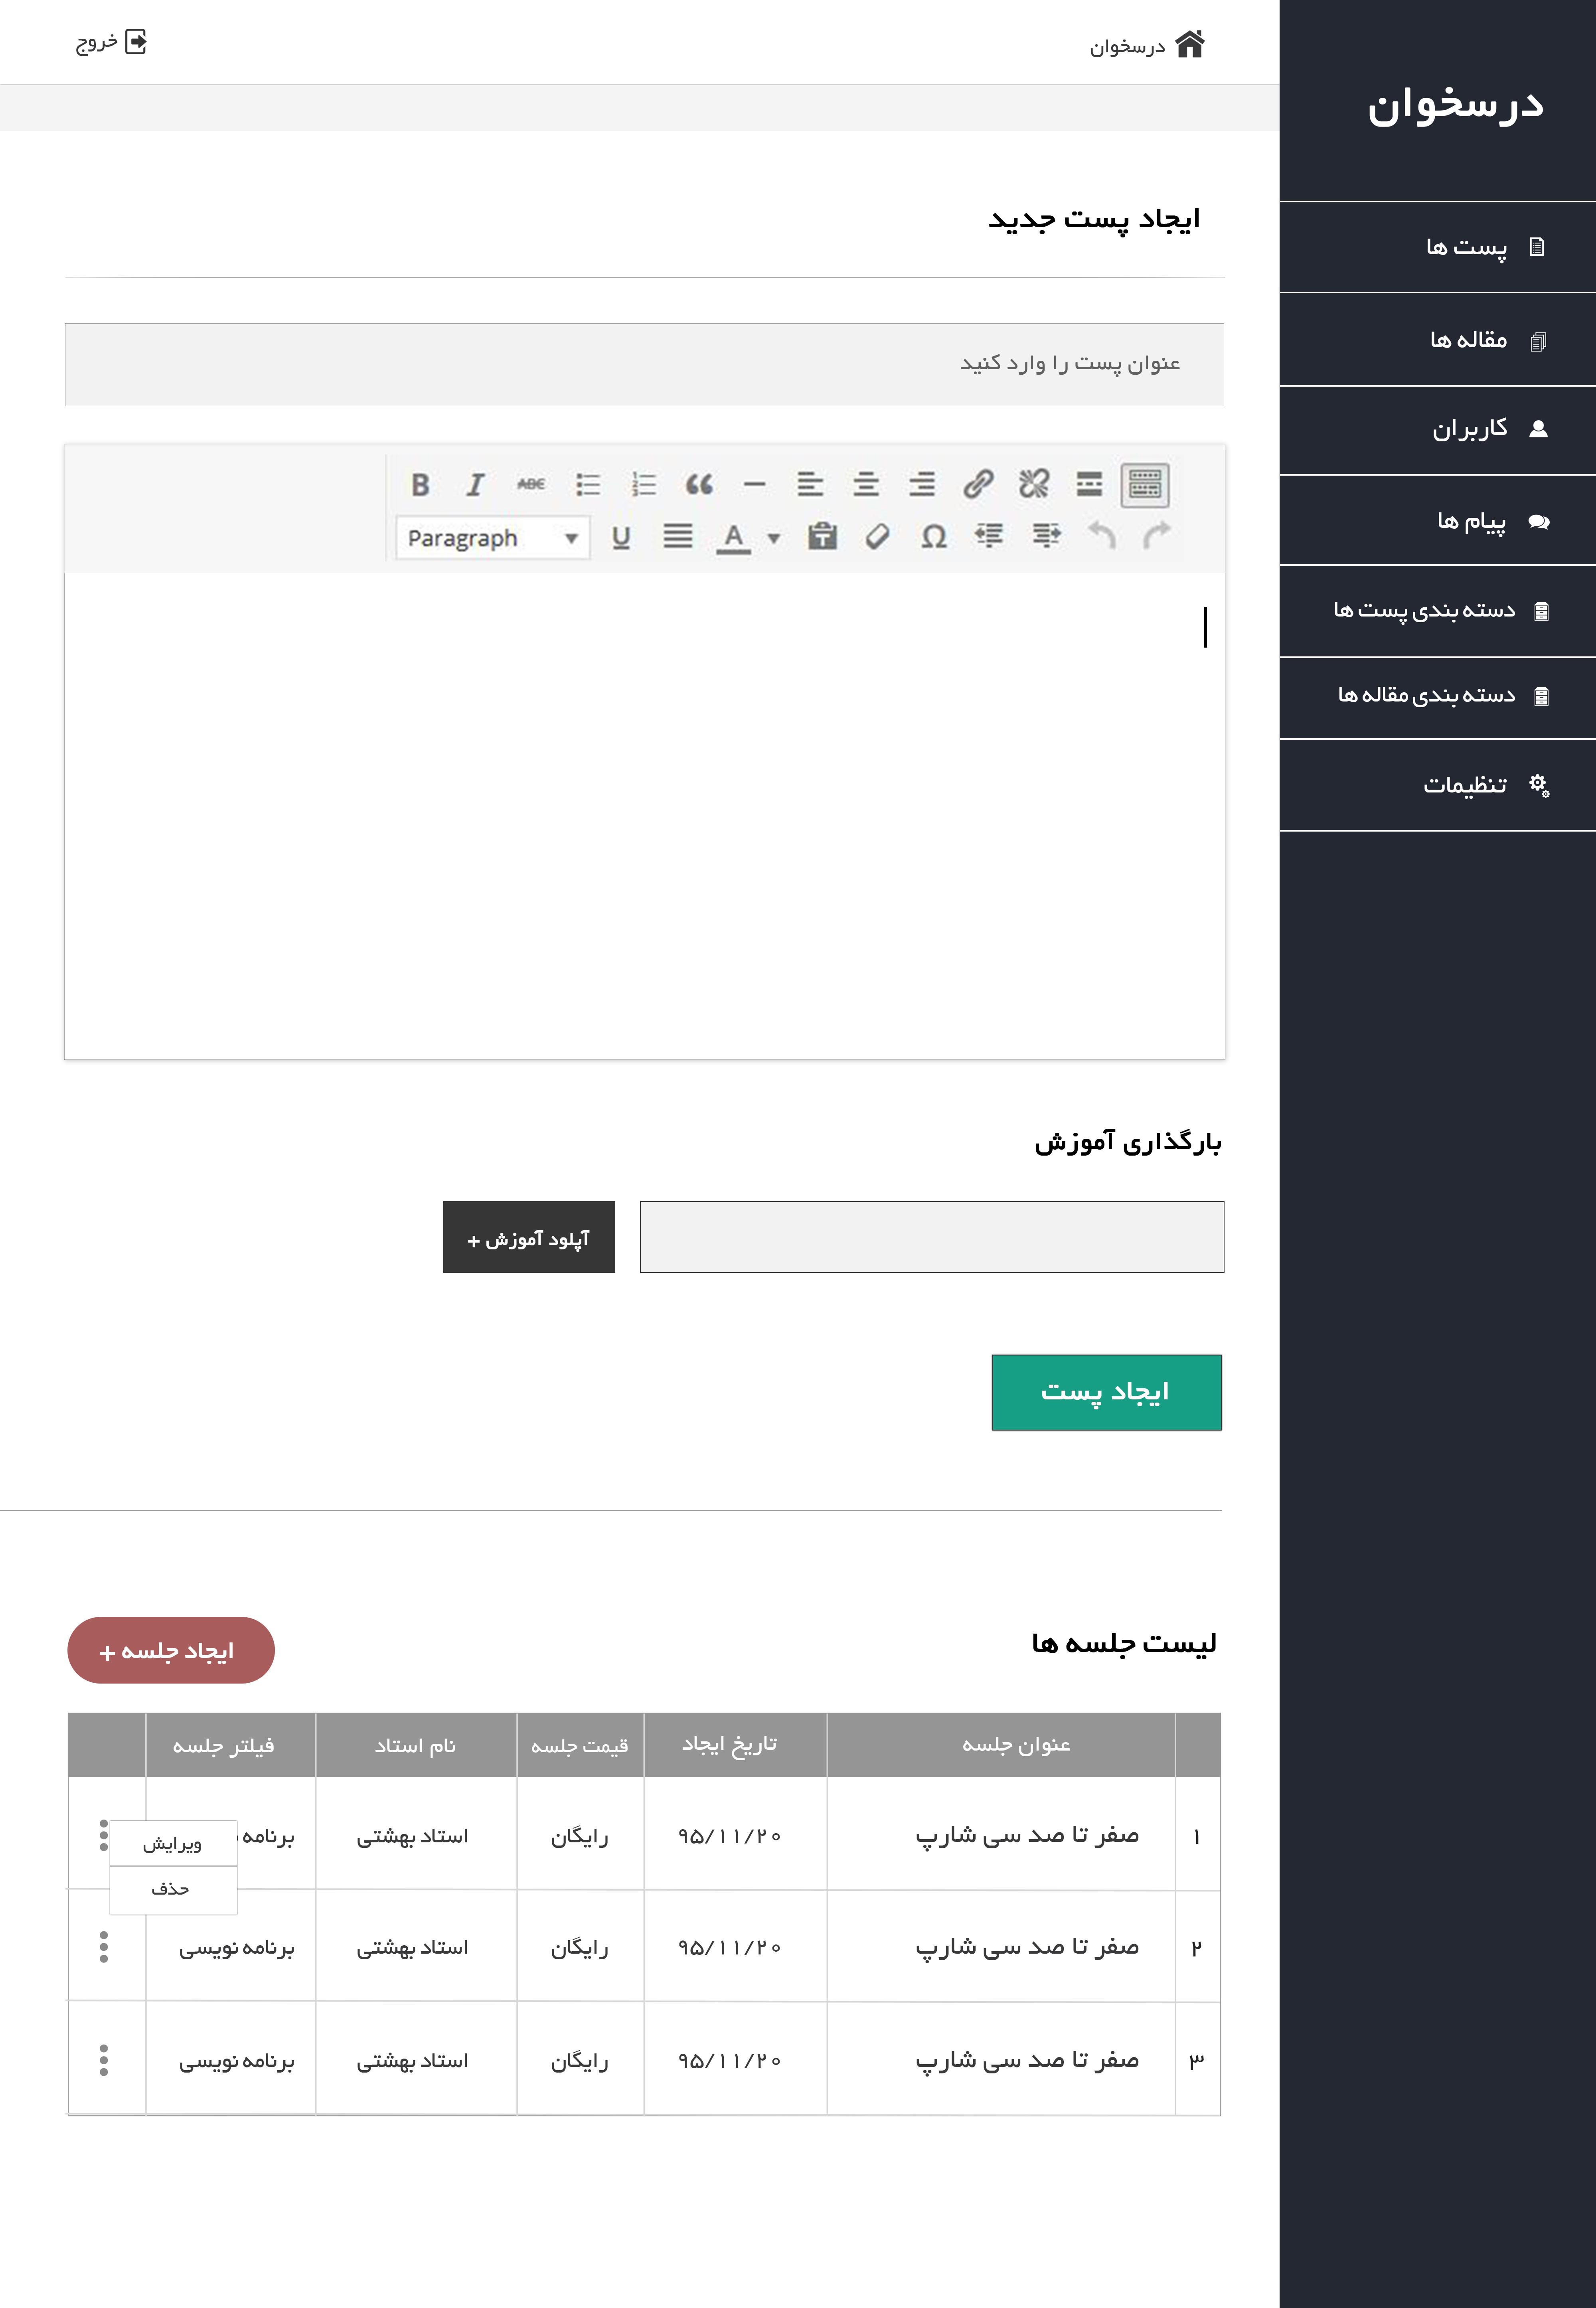 درسخوان
پست ها
مقاله ها
کاربران
پیام ها
دسته بندی پست ها
دسته بندی مقاله ها
تنظیمات
درسخوان
خروج
ایجاد پست جدید
عنوان پست را وارد کنید
B I ABC
Paragraph U A T Ω
بارگذاری آموزش
آپلود آموزش +
ایجاد پست
لیست جلسه ها
ایجاد جلسه +
عنوان جلسه تاریخ ایجاد قیمت جلسه نام استاد فیلتر جلسه
۱ صفر تا صد سی شارپ ۹۵/۱۱/۲۰ رایگان استاد بهشتی برنامه
ویرایش
حذف
۲ صفر تا صد سی شارپ ۹۵/۱۱/۲۰ رایگان استاد بهشتی برنامه نویسی
۳ صفر تا صد سی شارپ ۹۵/۱۱/۲۰ رایگان استاد بهشتی برنامه نویسی